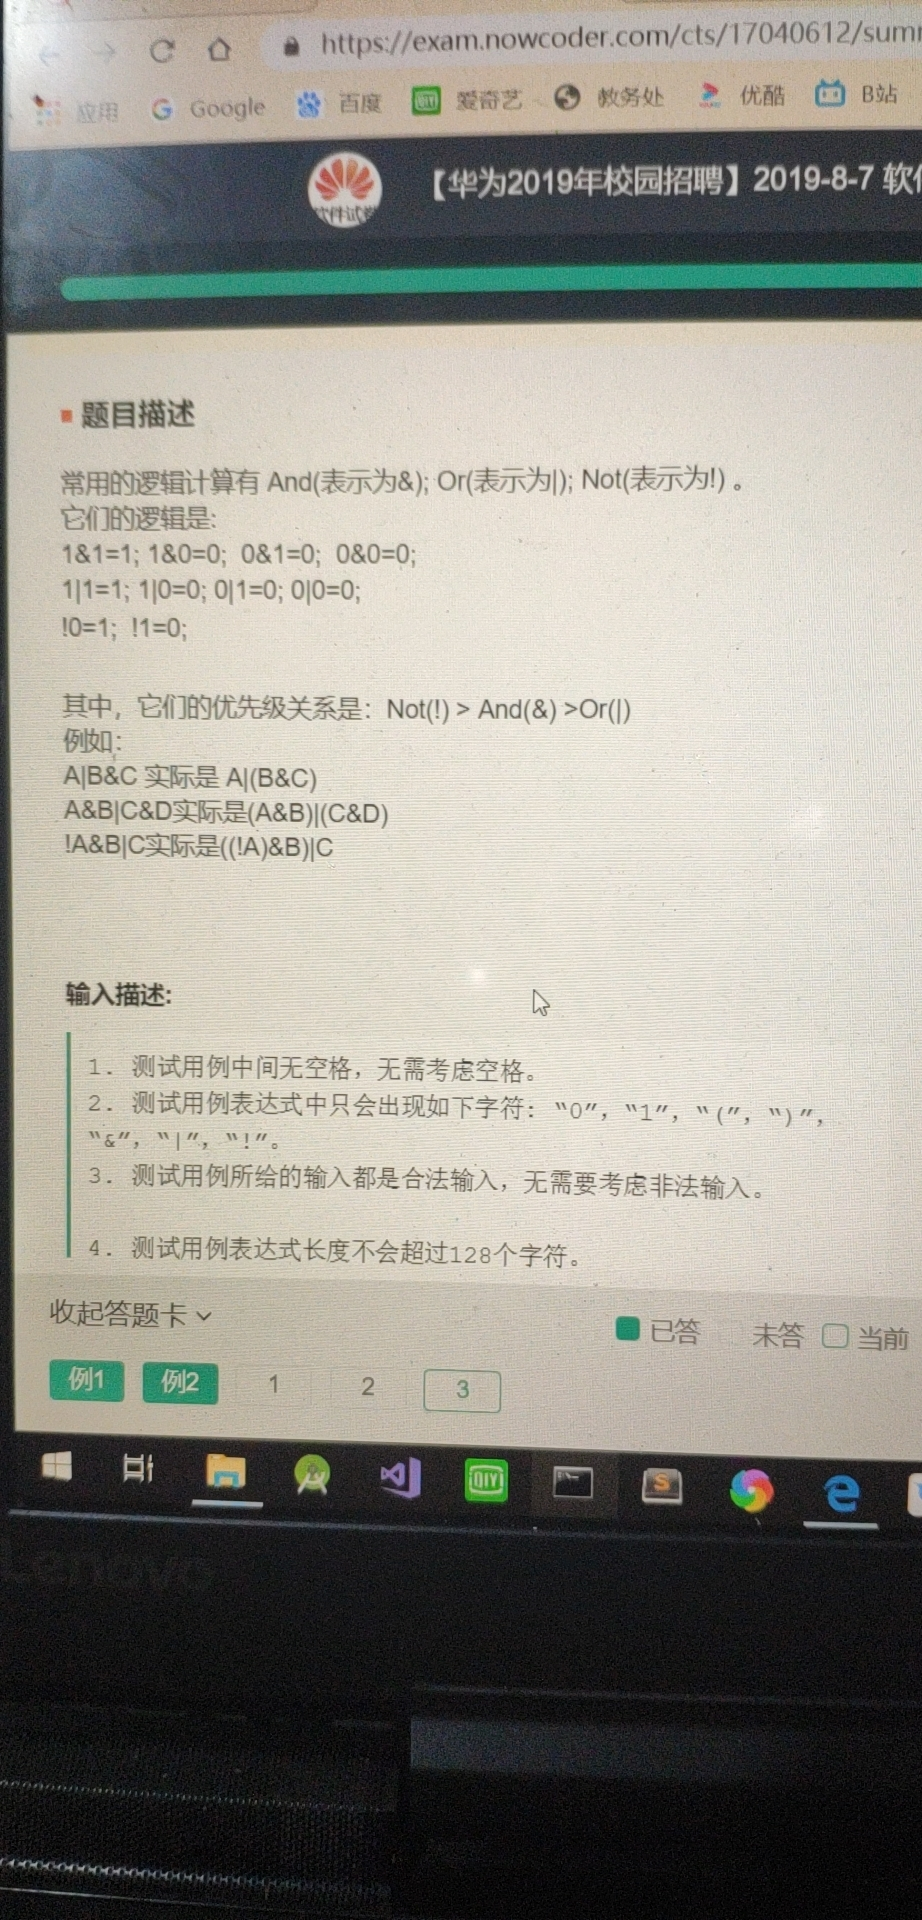 https://exam.nowcoder.com/cts/17040612/sum
应用 Google 百度 爱奇艺 教务处 优酷 B站
【华为2019年校园招聘】2019-8-7 软
题目描述
常用的逻辑计算有 And(表示为&); Or(表示为|); Not(表示为!) 。
它们的逻辑是:
1&1=1; 1&0=0; 0&1=0; 0&0=0;
1|1=1; 1|0=0; 0|1=0; 0|0=0;
!0=1; !1=0;
其中，它们的优先级关系是：Not(!) > And(&) >Or(|)
例如：
A|B&C 实际是 A|(B&C)
A&B|C&D实际是(A&B)|(C&D)
!A&B|C实际是((!A)&B)|C
输入描述:
1. 测试用例中间无空格，无需考虑空格。
2. 测试用例表达式中只会出现如下字符：“0”，“1”，“(”，“)”，
“&”，“|”，“!”。
3. 测试用例所给的输入都是合法输入，无需要考虑非法输入。
4. 测试用例表达式长度不会超过128个字符。
收起答题卡
已答 未答 当前
例1 例2 1 2 3
QIY
Lenovo